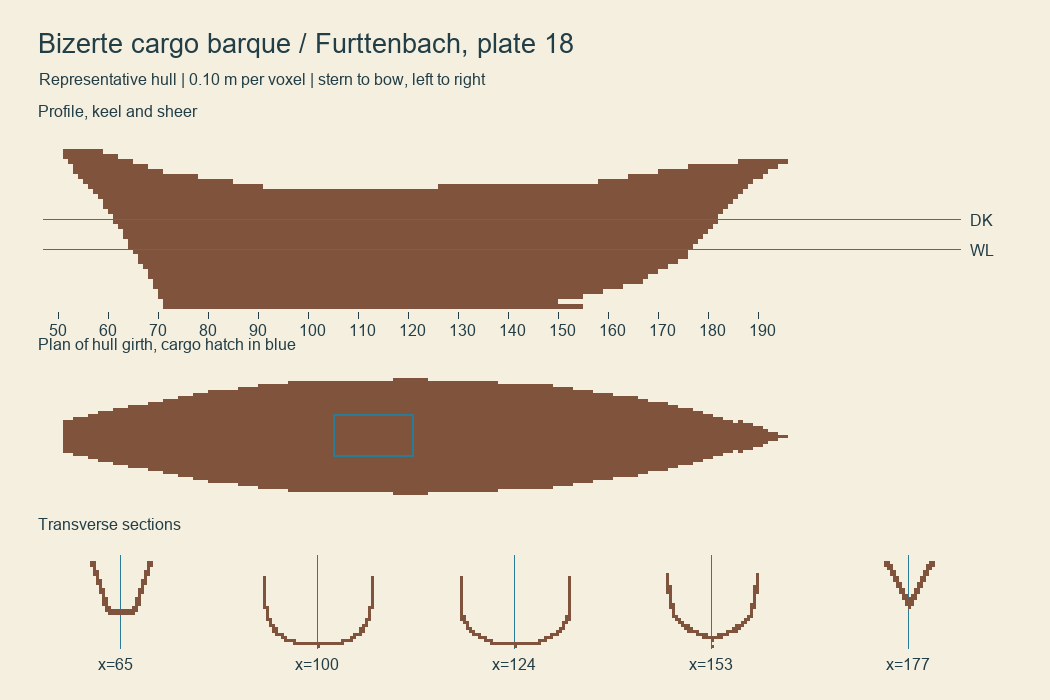 Bizerte cargo barque / Furttenbach, plate 18
Representative hull | 0.10 m per voxel | stern to bow, left to right
Profile, keel and sheer
DK
WL
50 60 70 80 90 100 110 120 130 140 150 160 170 180 190
Plan of hull girth, cargo hatch in blue
Transverse sections
x=65 x=100 x=124 x=153 x=177